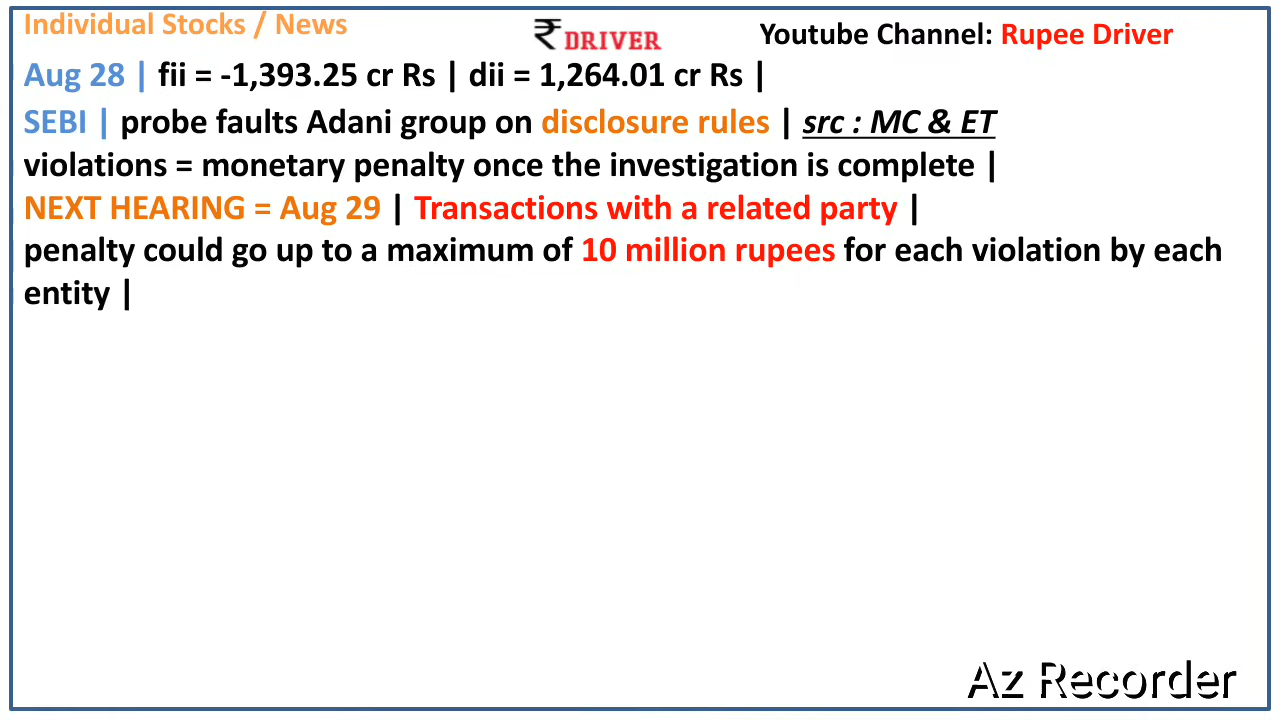 Individual Stocks / News
₹ DRIVER
Youtube Channel: Rupee Driver
Aug 28 | fii = -1,393.25 cr Rs | dii = 1,264.01 cr Rs |
SEBI | probe faults Adani group on disclosure rules | src : MC & ET
violations = monetary penalty once the investigation is complete |
NEXT HEARING = Aug 29 | Transactions with a related party |
penalty could go up to a maximum of 10 million rupees for each violation by each
entity |
Az Recorder